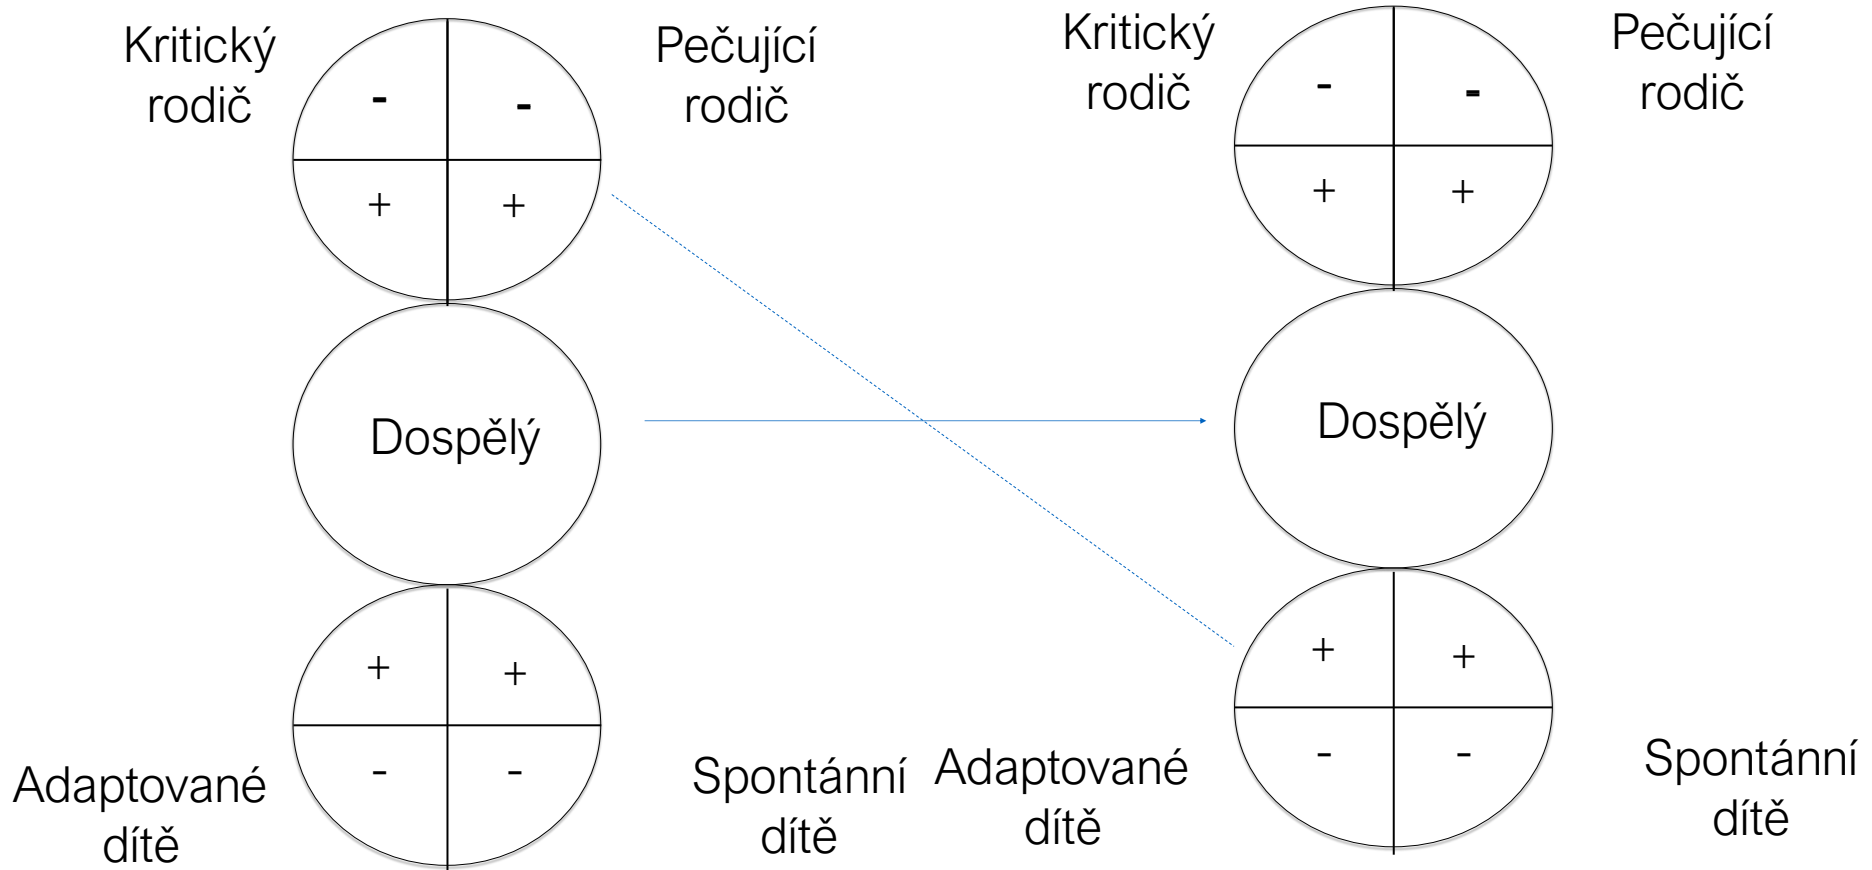 Kritický
rodič
Pečující
rodič
-
-
+
+
Dospělý
+
+
-
-
Adaptované
dítě
Spontánní
dítě
Kritický
rodič
Pečující
rodič
-
-
+
+
Dospělý
+
+
-
-
Adaptované
dítě
Spontánní
dítě